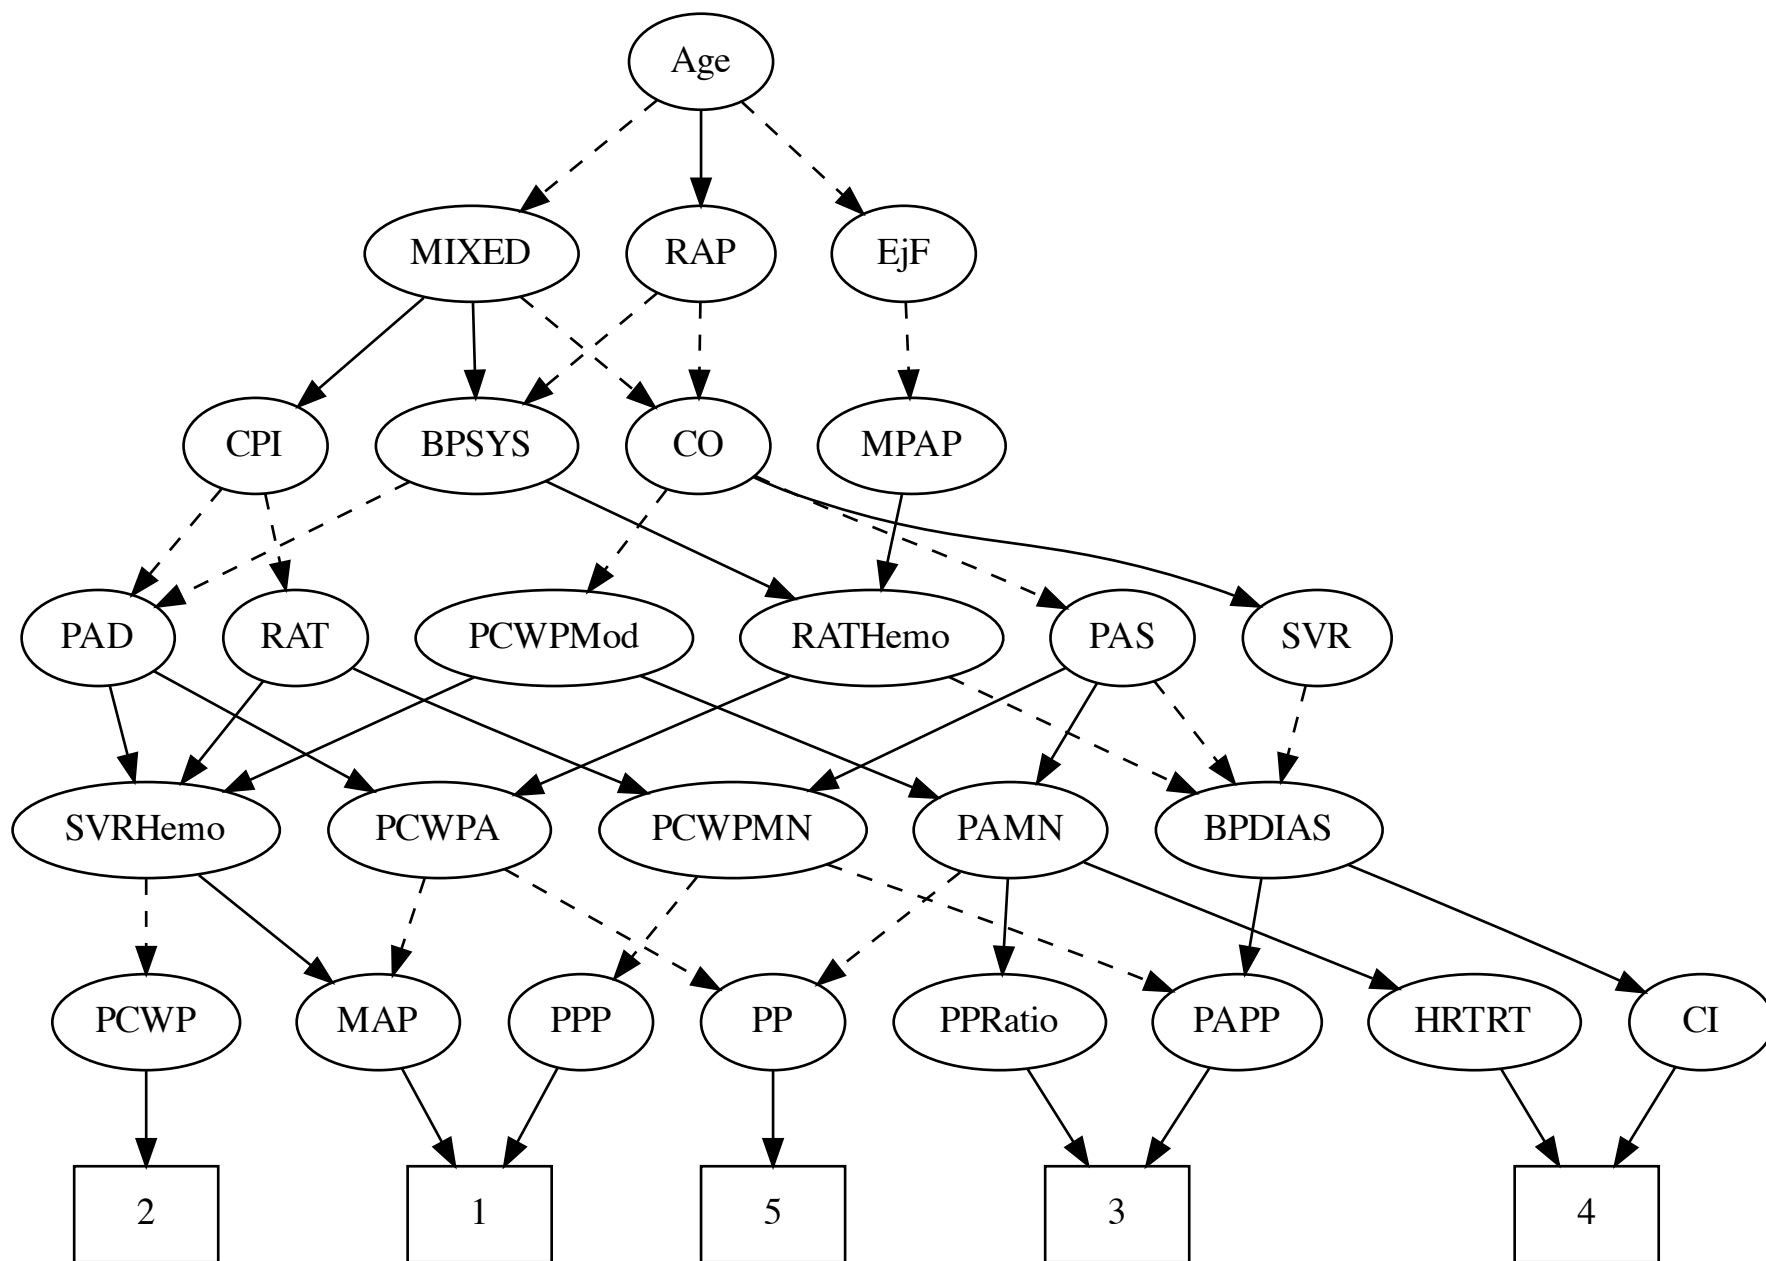 Age
MIXED
RAP
EjF
CPI
BPSYS
CO
MPAP
PAD
RAT
PCWPMod
RATHemo
PAS
SVR
SVRHemo
PCWPA
PCWPMN
PAMN
BPDIAS
PCWP
MAP
PPP
PP
PPRatio
PAPP
HRTRT
CI
2
1
5
3
4